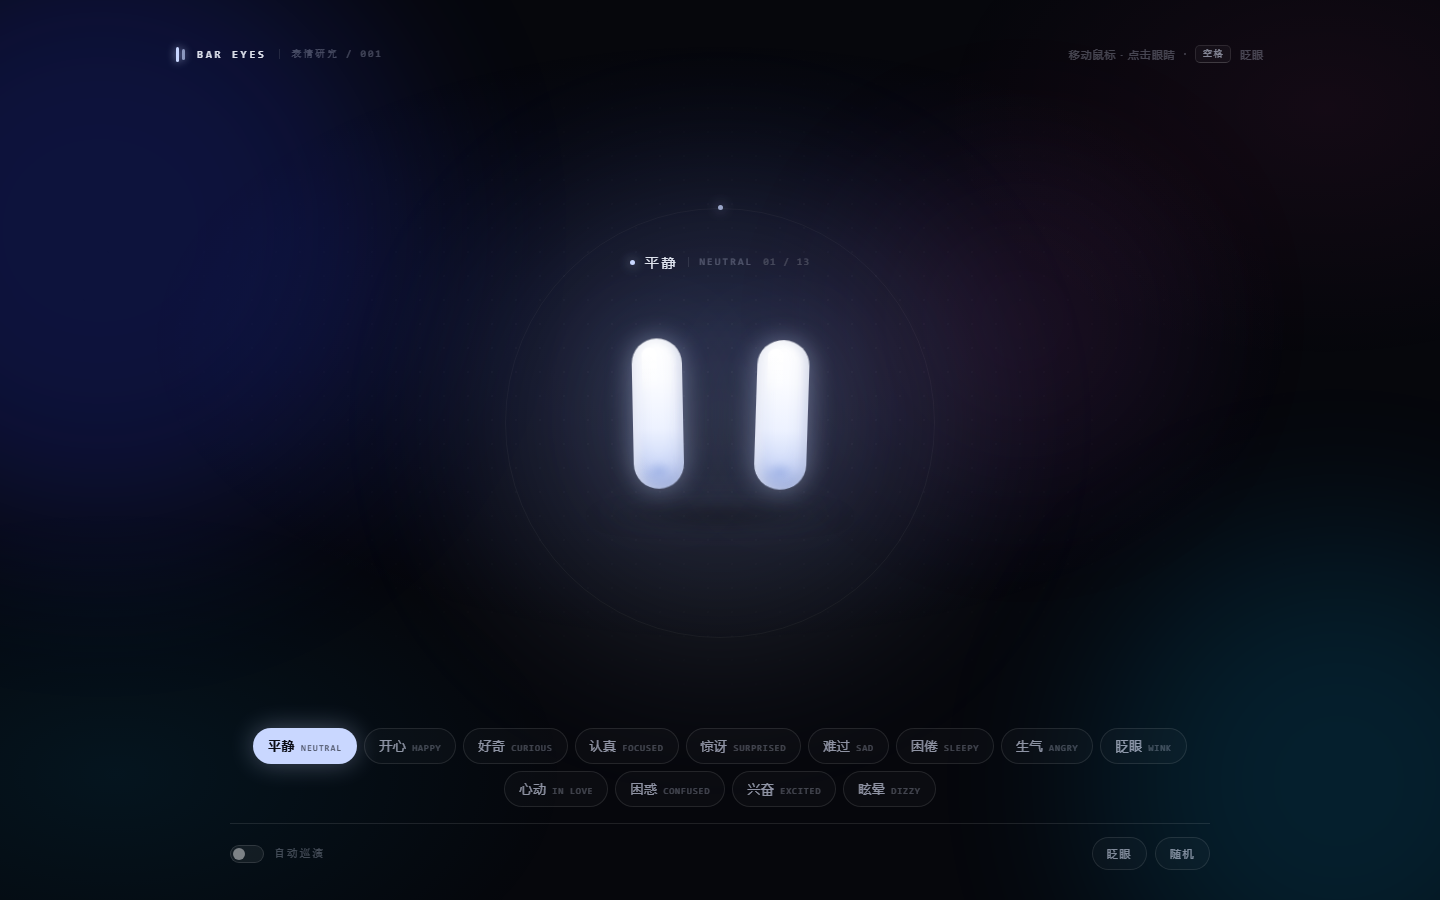 BAR EYES 表情研究 / 001
移动鼠标 · 点击眼睛 · 空格 眨眼
平静 NEUTRAL 01 / 13
平静 NEUTRAL 开心 HAPPY 好奇 CURIOUS 认真 FOCUSED 惊讶 SURPRISED 难过 SAD 困倦 SLEEPY 生气 ANGRY 眨眼 WINK
心动 IN LOVE 困惑 CONFUSED 兴奋 EXCITED 眩晕 DIZZY
自动巡演 眨眼 随机